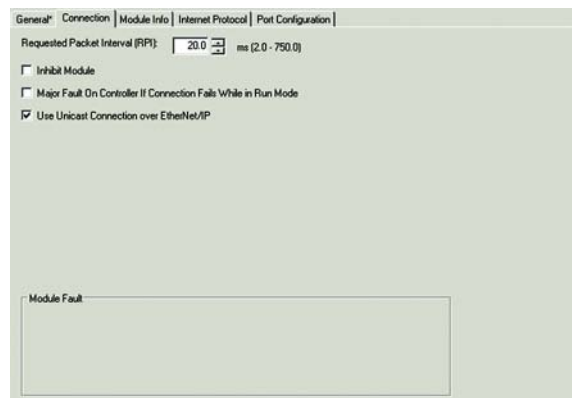 General* Connection Module Info Internet Protocol Port Configuration
Requested Packet Interval (RPI): 20.0 ms (2.0 - 750.0)
Inhibit Module
Major Fault On Controller If Connection Fails While in Run Mode
Use Unicast Connection over EtherNet/IP
Module Fault